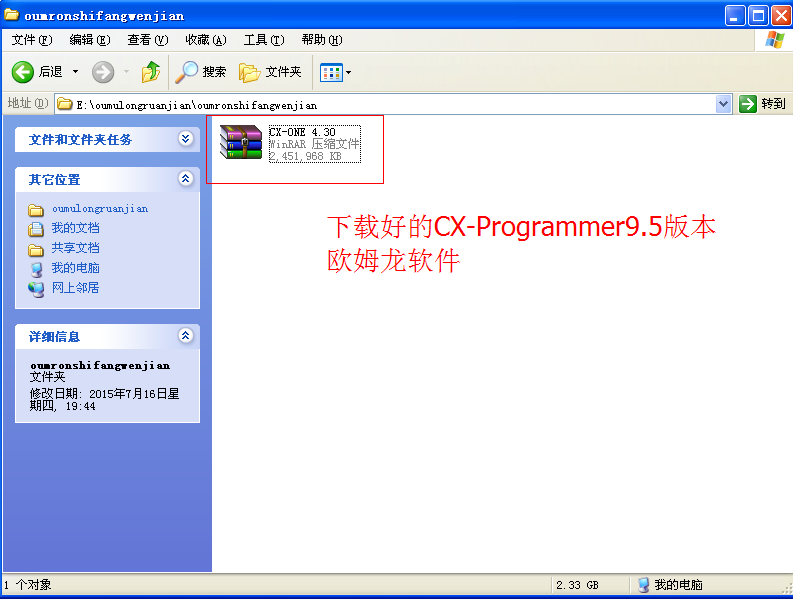 oumronshifangwenjian
文件(F) 编辑(E) 查看(V) 收藏(A) 工具(T) 帮助(H)
后退 搜索 文件夹
地址(D) E:\oumulongruanjian\oumronshifangwenjian 转到
文件和文件夹任务
其它位置
oumulongruanjian
我的文档
共享文档
我的电脑
网上邻居
详细信息
oumronshifangwenjian
文件夹
修改日期: 2015年7月16日星
期四, 19:44
CX-ONE 4.30
WinRAR 压缩文件
2,451,968 KB
下载好的CX-Programmer9.5版本
欧姆龙软件
1 个对象 2.33 GB 我的电脑